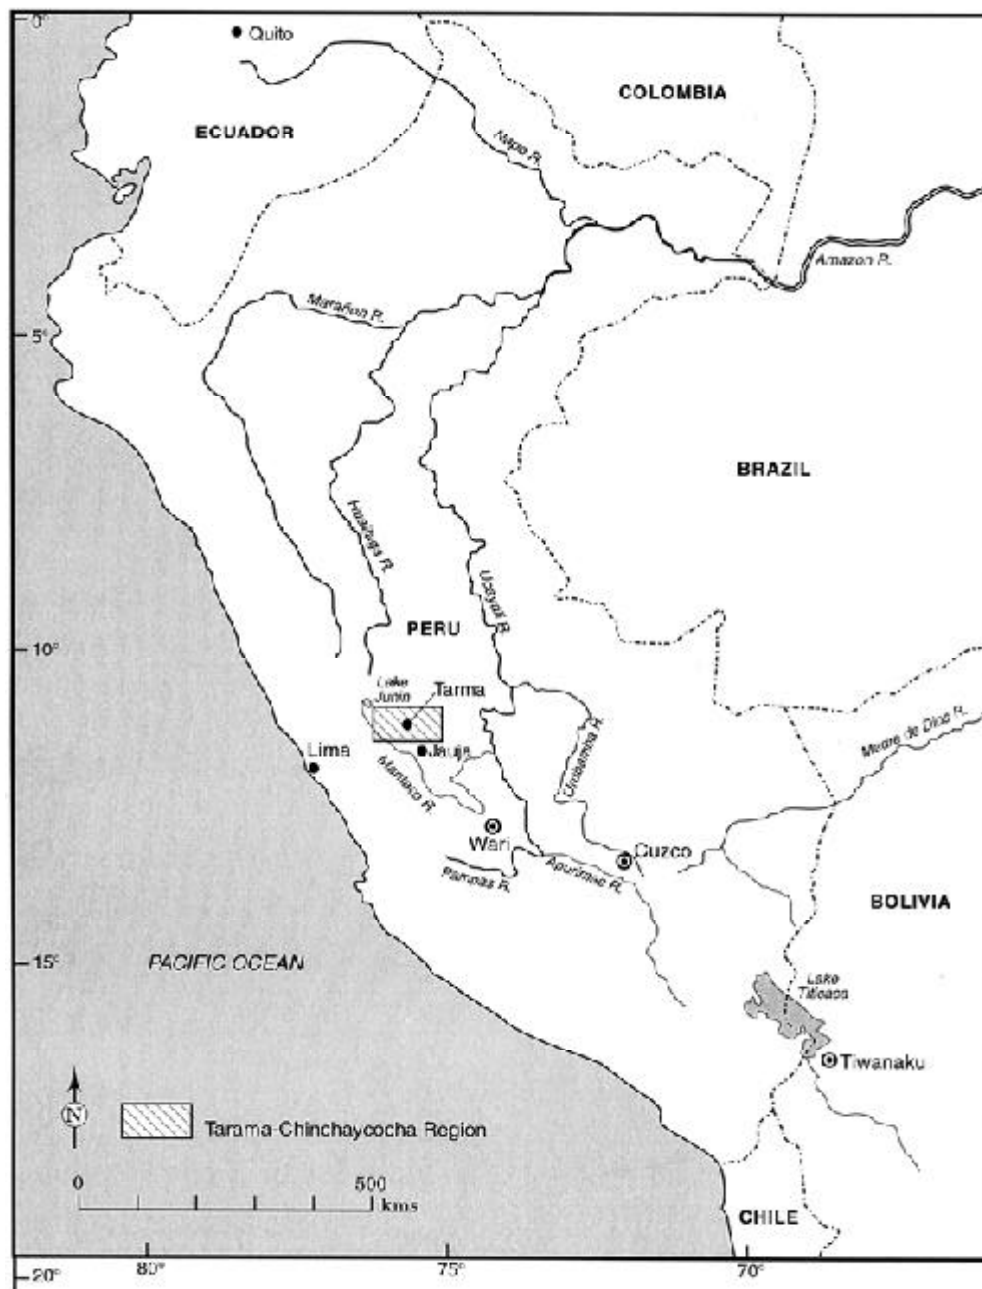 0°
Quito
COLOMBIA
ECUADOR
Napo R.
Amazon R.
Marañon R.
5°
BRAZIL
Huallaga R.
Ucayali R.
PERU
10°
Lake
Junin
Tarma
Madre de Dios R.
Lima
Jauja
Urubamba R.
Mantaro R.
Wari
Cuzco
Pampas R.
Apurimac R.
BOLIVIA
15°
PACIFIC OCEAN
Lake
Titicaca
Tiwanaku
N
Tarama-Chinchaycocha Region
0
500
kms
CHILE
20°
80°
75°
70°